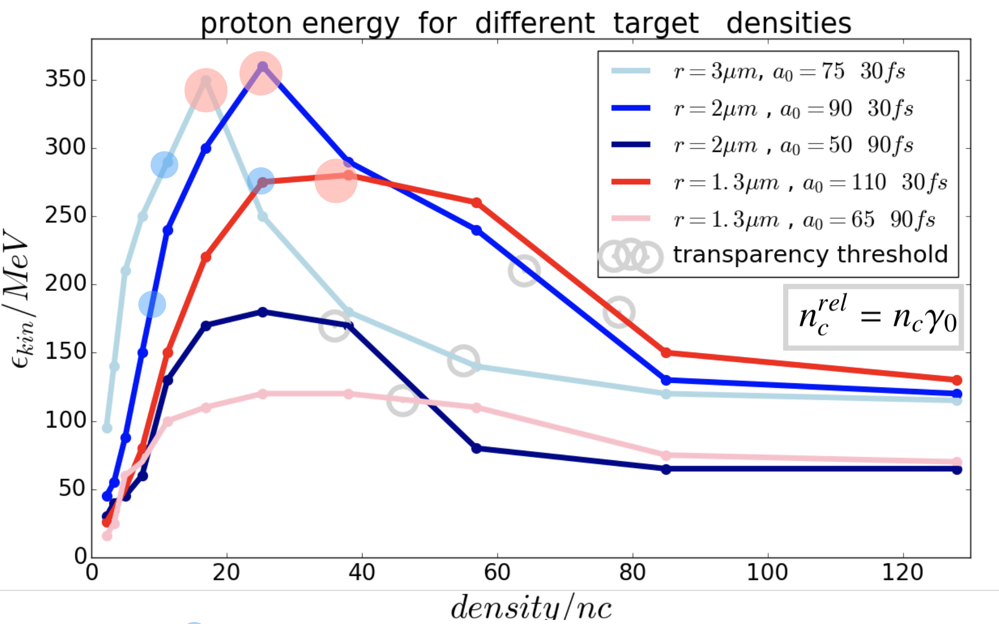 proton energy for different target densities
r = 3μm, a₀ = 75 30fs
r = 2μm , a₀ = 90 30fs
r = 2μm , a₀ = 50 90fs
r = 1.3μm , a₀ = 110 30fs
r = 1.3μm , a₀ = 65 90fs
transparency threshold
n_c^{rel} = n_cγ₀
ϵ_{kin}/MeV
350
300
250
200
150
100
50
0
0 20 40 60 80 100 120
density/nc